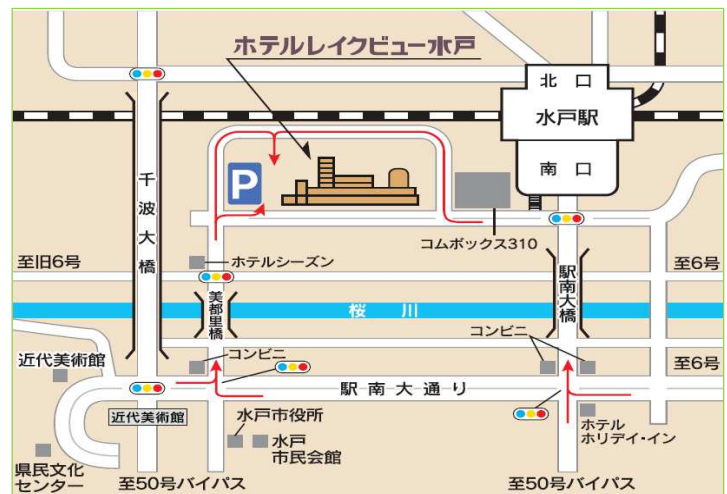 ホテルレイクビュー水戸
北口
水戸駅
南口
P
千波大橋
コムボックス310
至旧6号
ホテルシーズン
至6号
美都里橋
駅南大橋
桜川
コンビニ
コンビニ
近代美術館
至6号
駅南大通り
近代美術館
水戸市役所
水戸
市民会館
ホテル
ホリデイ・イン
県民文化
センター
至50号バイパス
至50号バイパス